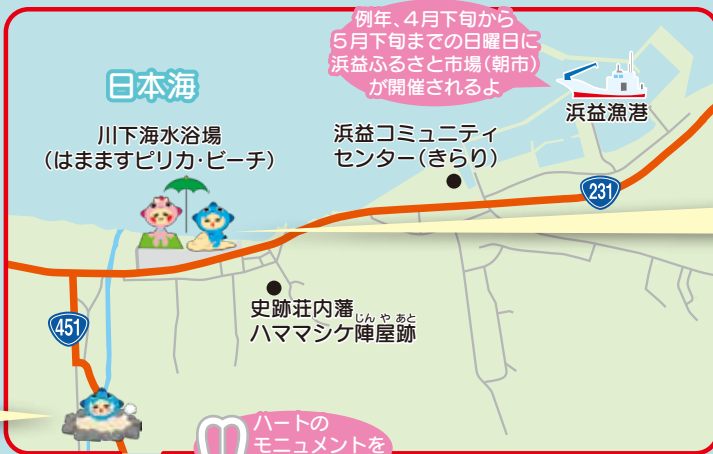 例年、4月下旬から
5月下旬までの日曜日に
浜益ふるさと市場(朝市)
が開催されるよ
日本海
浜益漁港
川下海水浴場
(はまますピリカ・ビーチ)
浜益コミュニティ
センター(きらり)
231
史跡荘内藩
ハママシケ陣屋跡
じんやあと
451
ハートの
モニュメントを